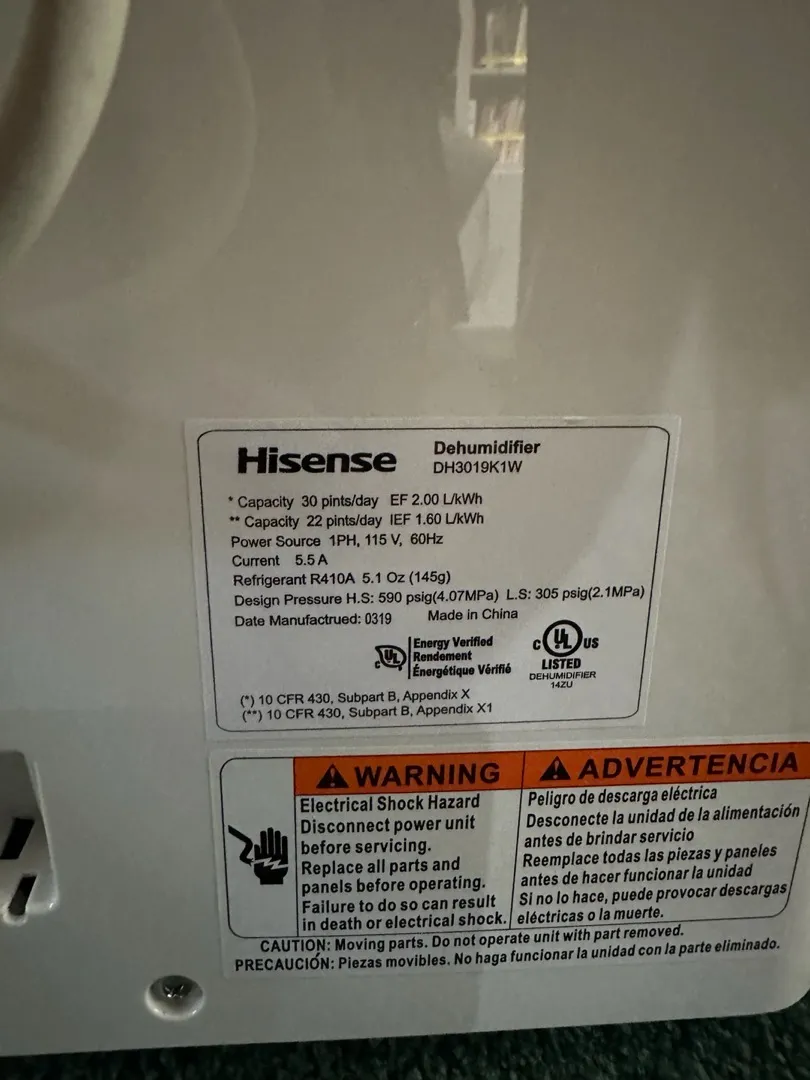 Hisense
Dehumidifier
DH3019K1W
* Capacity 30 pints/day EF 2.00 L/kWh
** Capacity 22 pints/day IEF 1.60 L/kWh
Power Source 1PH, 115 V, 60Hz
Current 5.5 A
Refrigerant R410A 5.1 Oz (145g)
Design Pressure H.S: 590 psig(4.07MPa) L.S: 305 psig(2.1MPa)
Date Manufactrued: 0319 Made in China
c UL
Energy Verified
Rendement
Énergétique Vérifié
c UL US
LISTED
DEHUMIDIFIER
14ZU
(*) 10 CFR 430, Subpart B, Appendix X
(**) 10 CFR 430, Subpart B, Appendix X1
WARNING
Electrical Shock Hazard
Disconnect power unit
before servicing.
Replace all parts and
panels before operating.
Failure to do so can result
in death or electrical shock.
ADVERTENCIA
Peligro de descarga eléctrica
Desconecte la unidad de la alimentación
antes de brindar servicio
Reemplace todas las piezas y paneles
antes de hacer funcionar la unidad
Si no lo hace, puede provocar descargas
eléctricas o la muerte.
CAUTION: Moving parts. Do not operate unit with part removed.
PRECAUCIÓN: Piezas movibles. No haga funcionar la unidad con la parte eliminado.